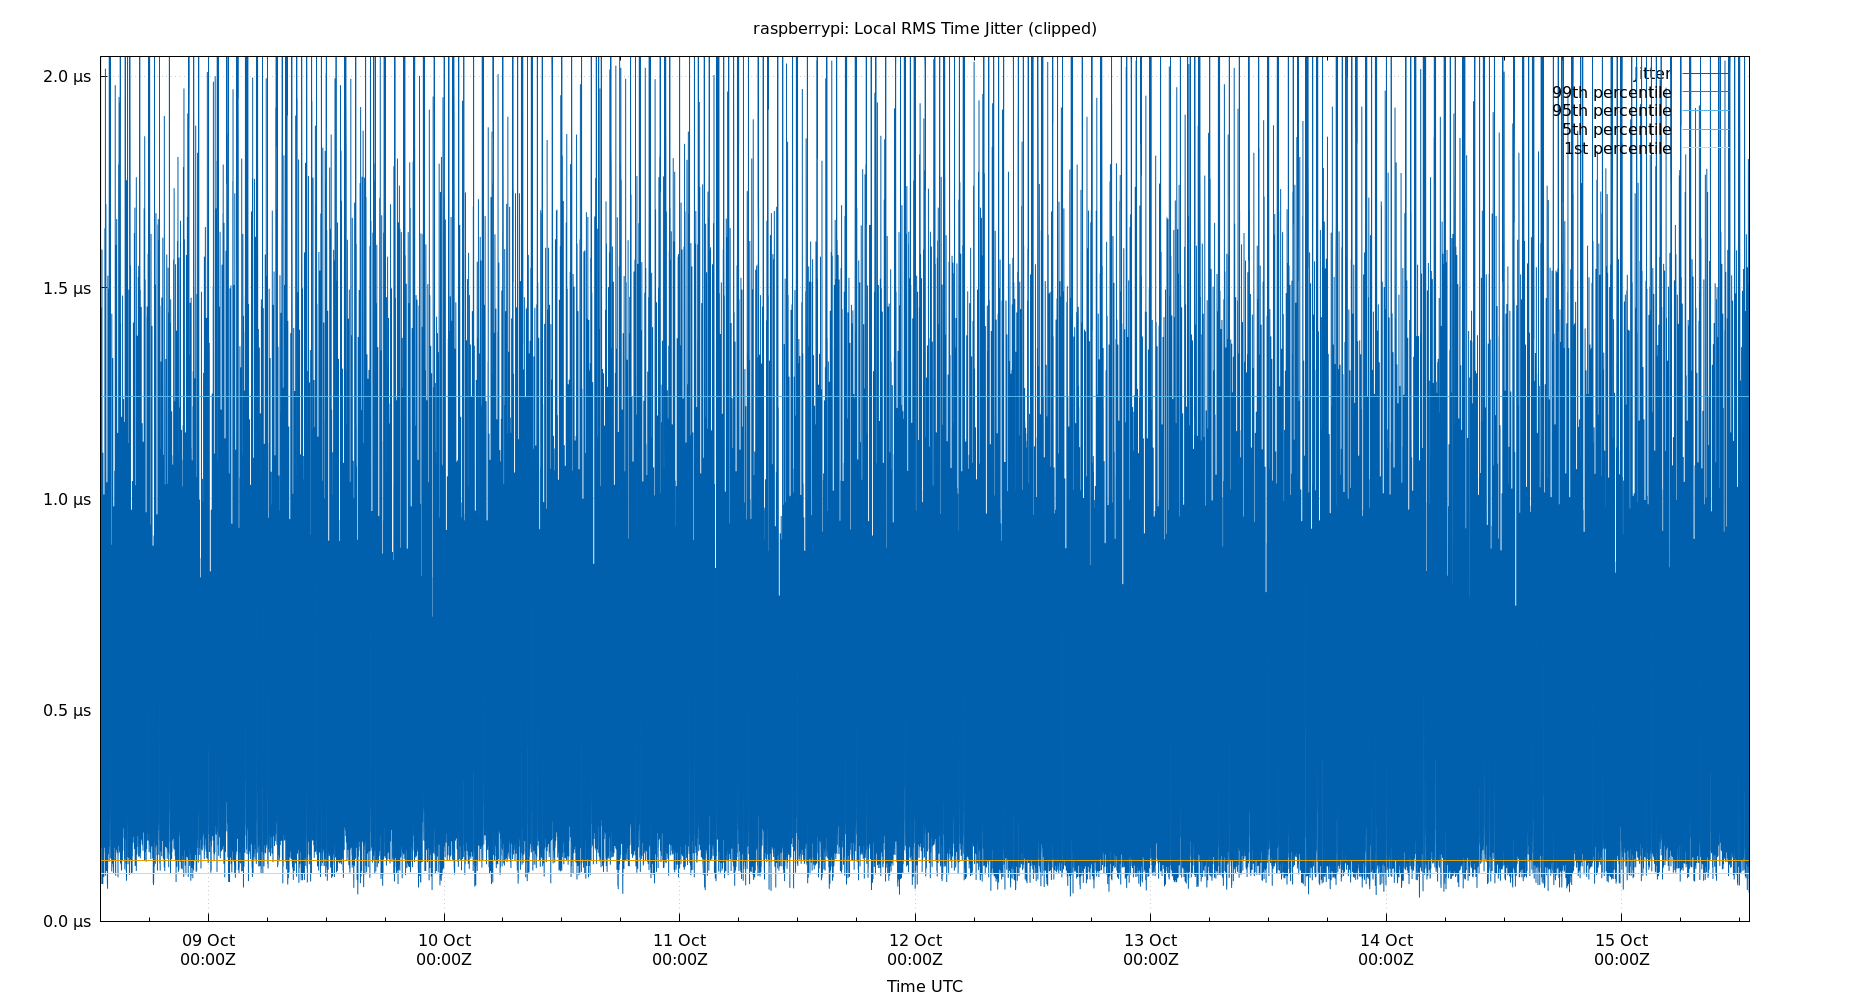 raspberrypi: Local RMS Time Jitter (clipped)
2.0 µs
1.5 µs
1.0 µs
0.5 µs
0.0 µs
Jitter
99th percentile
95th percentile
5th percentile
1st percentile
09 Oct
00:00Z
10 Oct
00:00Z
11 Oct
00:00Z
12 Oct
00:00Z
13 Oct
00:00Z
14 Oct
00:00Z
15 Oct
00:00Z
Time UTC